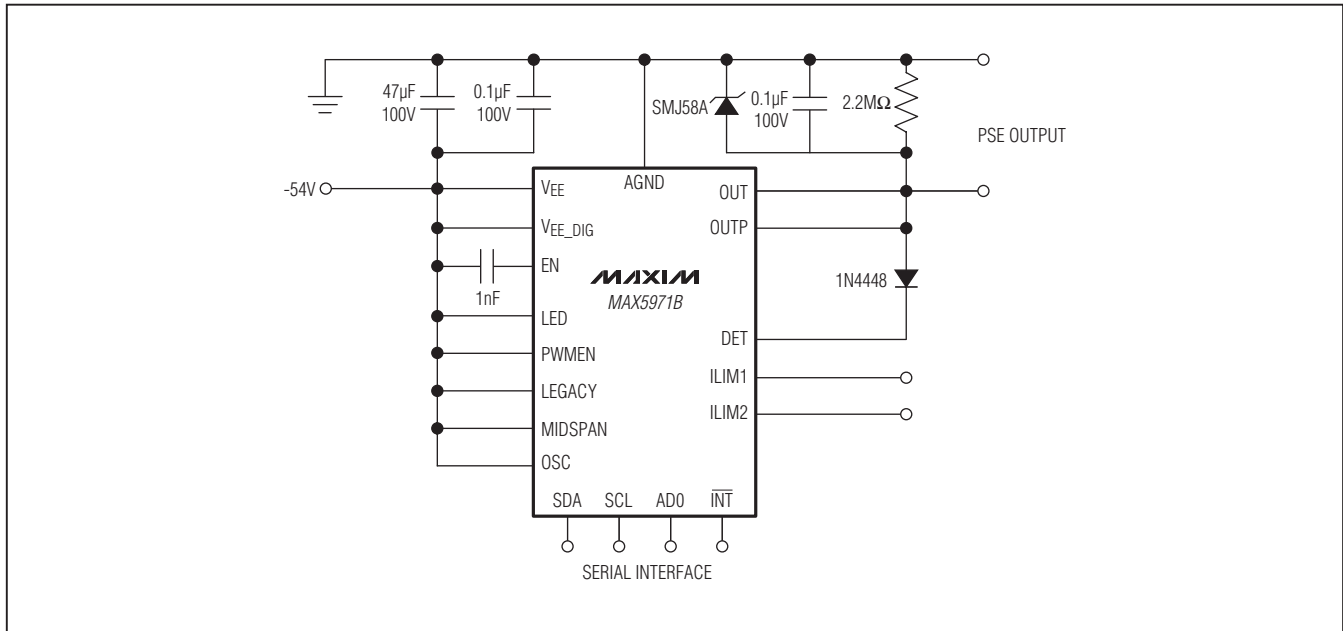 47µF
100V
0.1µF
100V
SMJ58A
0.1µF
100V
2.2MΩ
PSE OUTPUT
-54V
VEE
AGND
OUT
VEE_DIG
OUTP
EN
1nF
MAXIM
MAX5971B
1N4448
LED
DET
PWMEN
ILIM1
LEGACY
ILIM2
MIDSPAN
OSC
SDA SCL AD0 INT
SERIAL INTERFACE